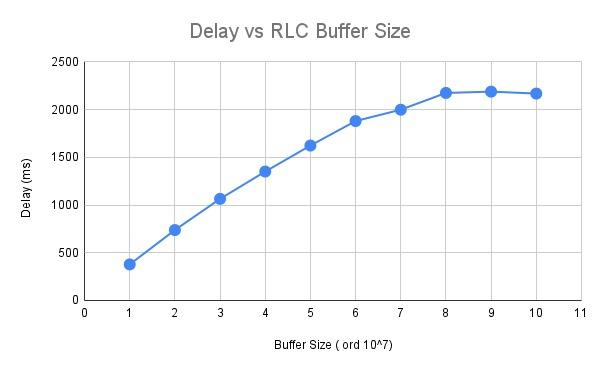 Delay vs RLC Buffer Size
2500
2000
1500
1000
500
0
Delay (ms)
0 1 2 3 4 5 6 7 8 9 10 11
Buffer Size ( ord 10^7)